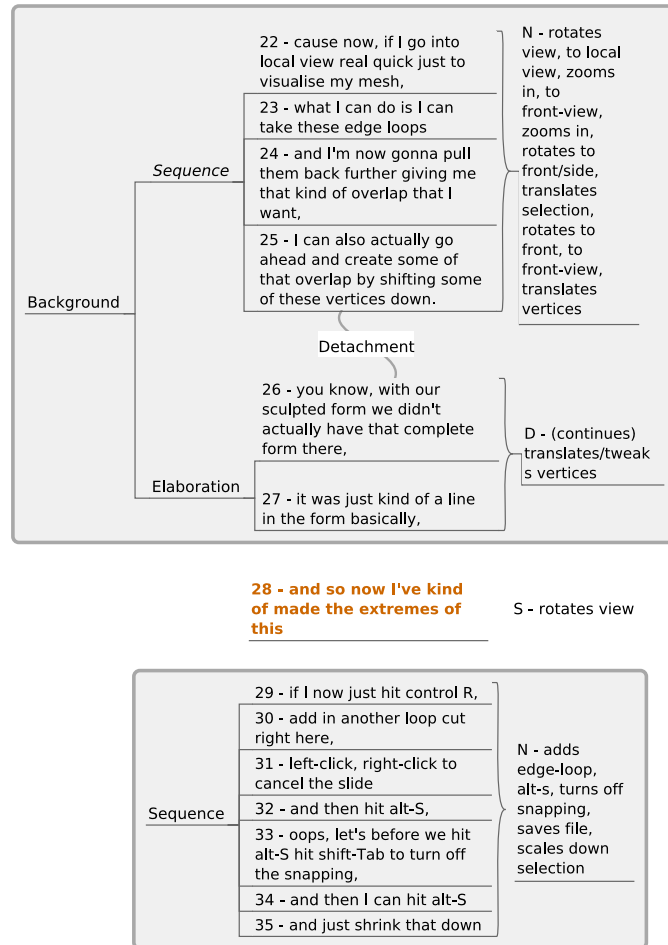 22 - cause now, if I go into
local view real quick just to
visualise my mesh,
23 - what I can do is I can
take these edge loops
Sequence
24 - and I'm now gonna pull
them back further giving me
that kind of overlap that I
want,
25 - I can also actually go
ahead and create some of
that overlap by shifting some
of these vertices down.
N - rotates
view, to local
view, zooms
in, to
front-view,
zooms in,
rotates to
front/side,
translates
selection,
rotates to
front, to
front-view,
translates
vertices
Background
Detachment
26 - you know, with our
sculpted form we didn't
actually have that complete
form there,
Elaboration
27 - it was just kind of a line
in the form basically,
D - (continues)
translates/tweak
s vertices
28 - and so now I've kind
of made the extremes of
this
S - rotates view
29 - if I now just hit control R,
30 - add in another loop cut
right here,
31 - left-click, right-click to
cancel the slide
Sequence
32 - and then hit alt-S,
33 - oops, let's before we hit
alt-S hit shift-Tab to turn off
the snapping,
34 - and then I can hit alt-S
35 - and just shrink that down
N - adds
edge-loop,
alt-s, turns off
snapping,
saves file,
scales down
selection